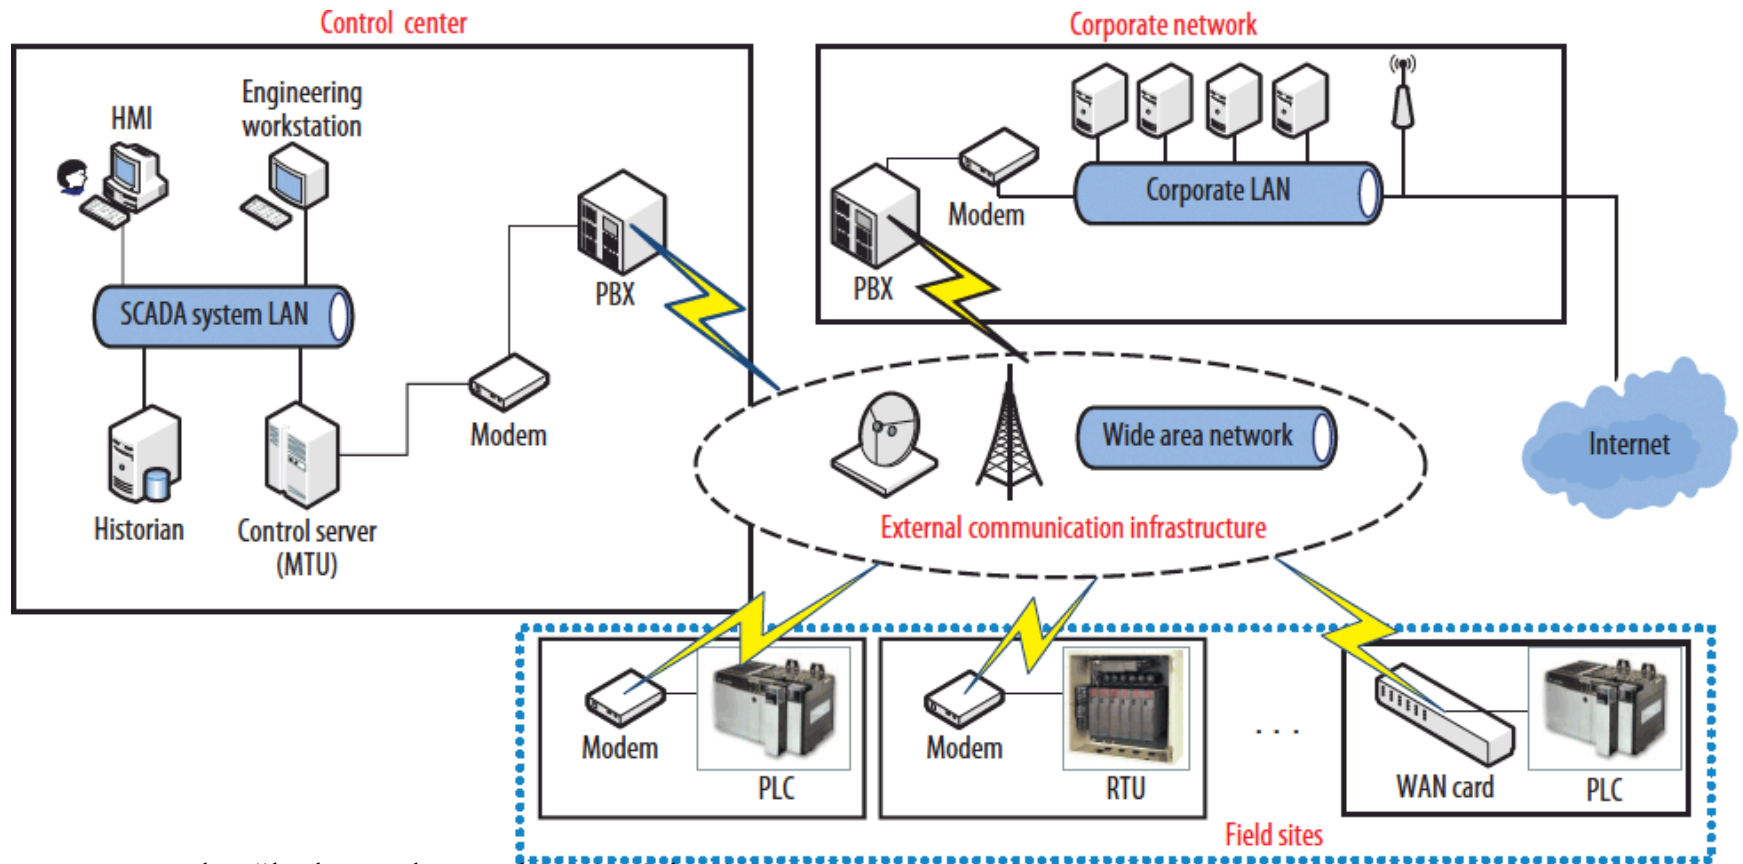 Control center
Corporate network
HMI
Engineering
workstation
SCADA system LAN
Historian
Control server
(MTU)
Modem
PBX
PBX
Modem
Corporate LAN
Internet
Wide area network
External communication infrastructure
Modem
PLC
Modem
RTU
. . .
WAN card
PLC
Field sites